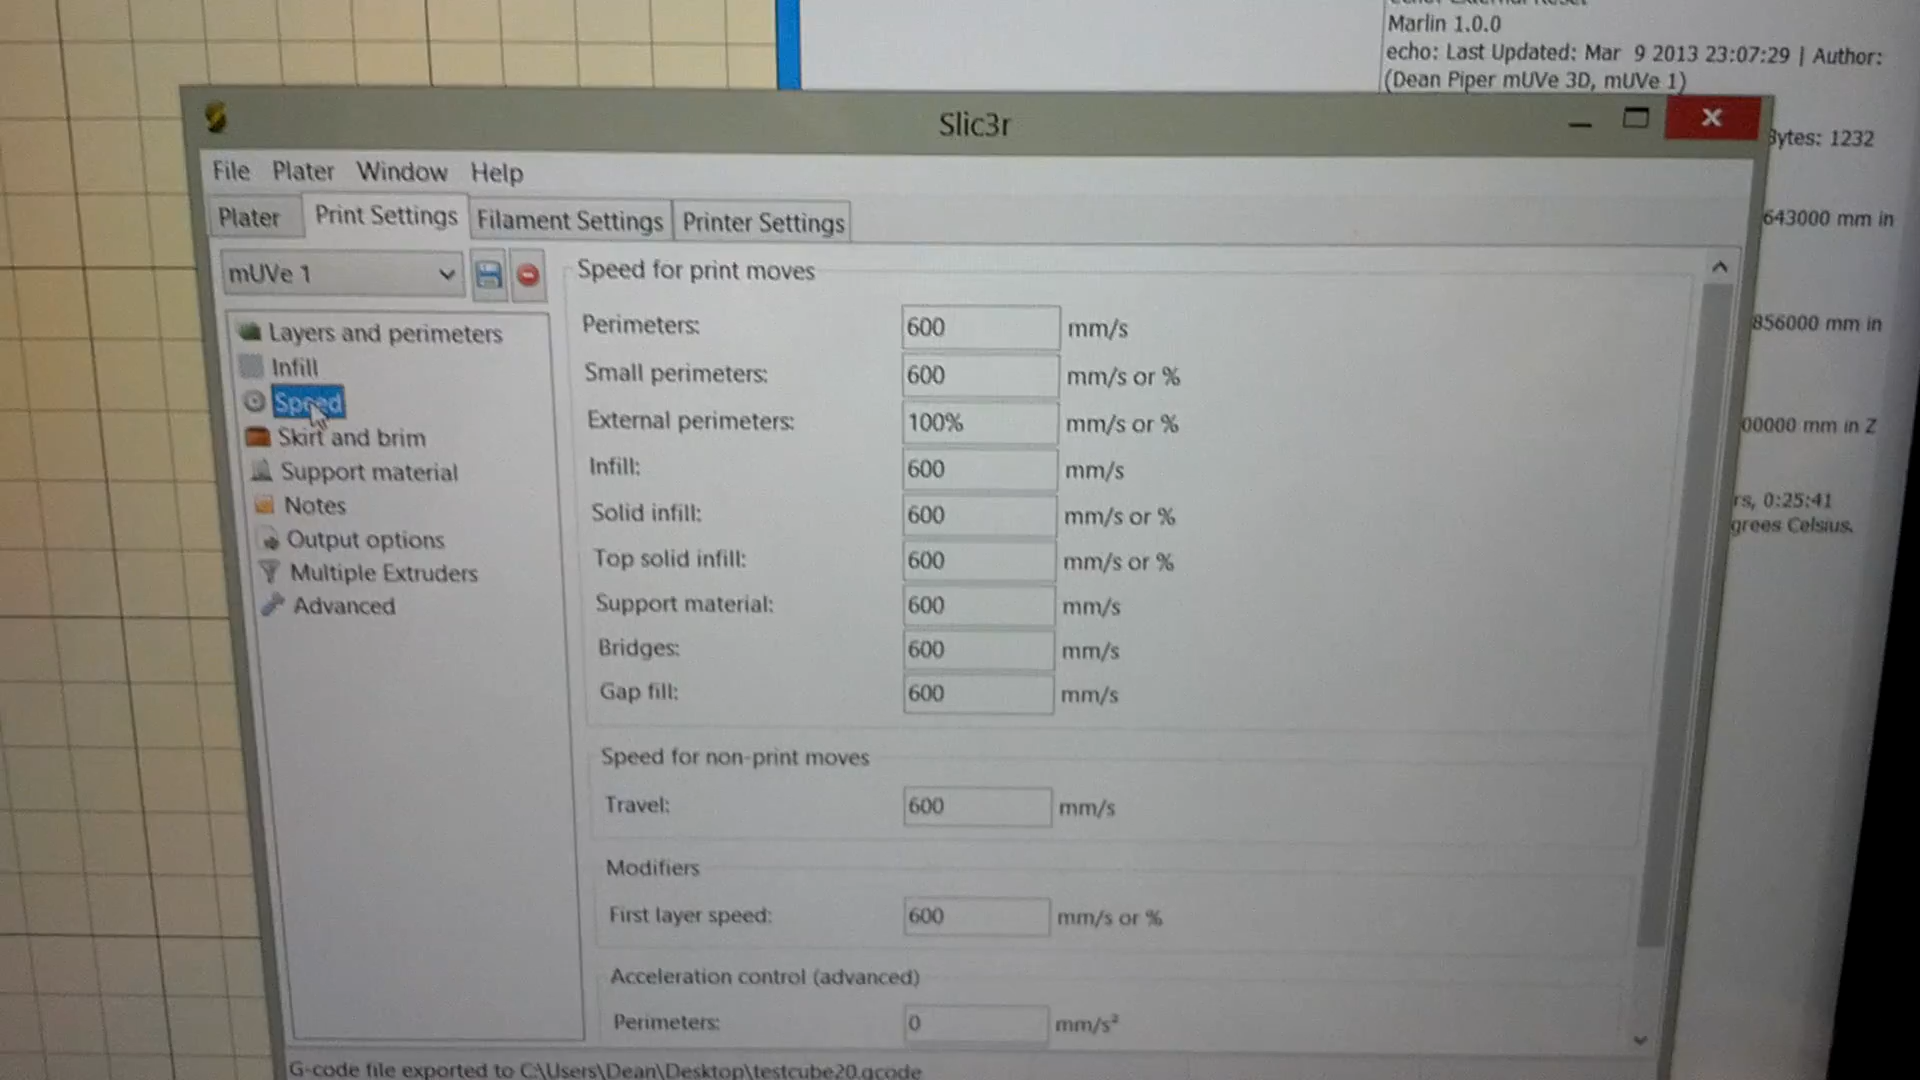 Marlin 1.0.0
echo: Last Updated: Mar 9 2013 23:07:29 | Author:
(Dean Piper mUVe 3D, mUVe 1)
Slic3r
Bytes: 1232
File Plater Window Help
Plater Print Settings Filament Settings Printer Settings
643000 mm in
mUVe 1
Speed for print moves
Layers and perimeters
Infill
Speed
Skirt and brim
Support material
Notes
Output options
Multiple Extruders
Advanced
Perimeters: 600 mm/s
Small perimeters: 600 mm/s or %
External perimeters: 100% mm/s or %
Infill: 600 mm/s
Solid infill: 600 mm/s or %
Top solid infill: 600 mm/s or %
Support material: 600 mm/s
Bridges: 600 mm/s
Gap fill: 600 mm/s
Speed for non-print moves
Travel: 600 mm/s
Modifiers
First layer speed: 600 mm/s or %
Acceleration control (advanced)
Perimeters: 0 mm/s²
856000 mm in
00000 mm in Z
rs, 0:25:41
grees Celsius.
G-code file exported to C:\Users\Dean\Desktop\testcube20.gcode